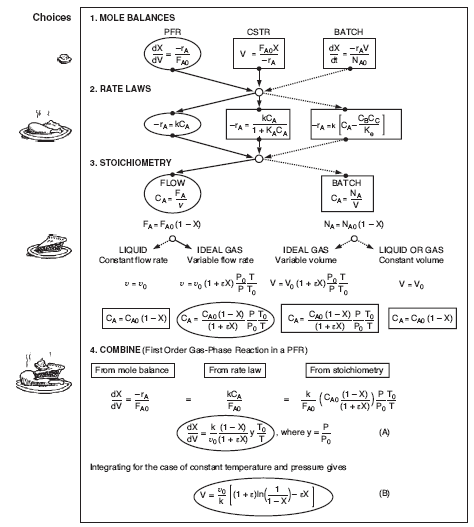 Choices
1. MOLE BALANCES
PFR CSTR BATCH
dX/dV = -rA/FA0 V = FA0X/-rA dX/dt = -rAV/NA0
2. RATE LAWS
-rA = kCA -rA = kCA/1 + KACA -rA = k [CA - CBCC/Ke]
3. STOICHIOMETRY
FLOW BATCH
CA = FA/υ CA = NA/V
FA = FA0 (1 - X) NA = NA0 (1 - X)
LIQUID IDEAL GAS IDEAL GAS LIQUID OR GAS
Constant flow rate Variable flow rate Variable volume Constant volume
υ = υ0 υ = υ0 (1 + εX) P0/P T/T0 V = V0 (1 + εX) P0/P T/T0 V = V0
CA = CA0 (1 - X) CA = CA0 (1 - X)/(1 + εX) P/P0 T0/T CA = CA0 (1 - X)/(1 + εX) P/P0 T0/T CA = CA0 (1 - X)
4. COMBINE (First Order Gas-Phase Reaction in a PFR)
From mole balance From rate law From stoichiometry
dX/dV = -rA/FA0 = kCA/FA0 = k/FA0 (CA0 (1 - X)/(1 + εX)) P/P0 T0/T
dX/dV = k/υ0 (1 - X)/(1 + εX) y T0/T , where y = P/P0 (A)
Integrating for the case of constant temperature and pressure gives
V = υ0/k [(1 + ε)ln(1/1 - X) - εX] (B)